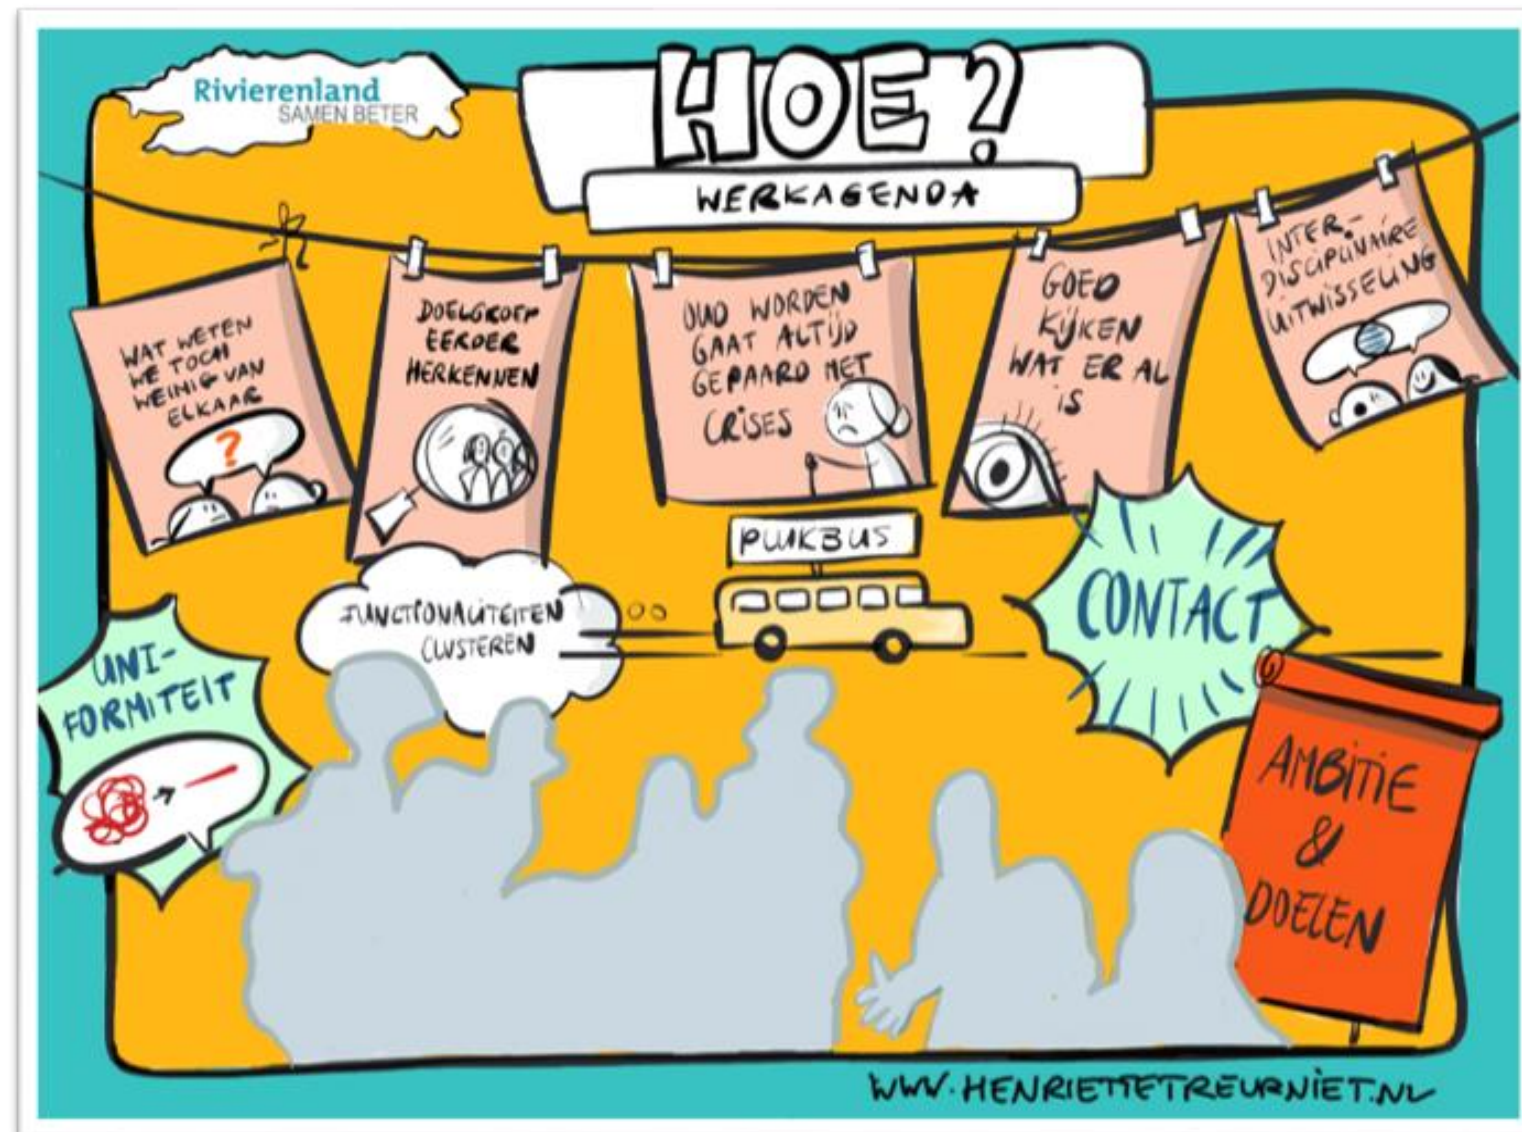 Rivierenland
SAMEN BETER
HOE?
WERKAGENDA
WAT WETEN
WE TOCH
WEINIG VAN
ELKAAR
?
DOELGROEP
EERDER
HERKENNEN
OUD WORDEN
GAAT ALTIJD
GEPAARD MET
CRISES
GOED
KIJKEN
WAT ER AL
IS
INTER-
DISCIPLINAIRE
UITWISSELING
PLUKBUS
FUNCTIONALITEITEN
CLUSTEREN
CONTACT
UNI-
FORMITEIT
AMBITIE
&
DOELEN
WWW.HENRIETTETREURNIET.NL